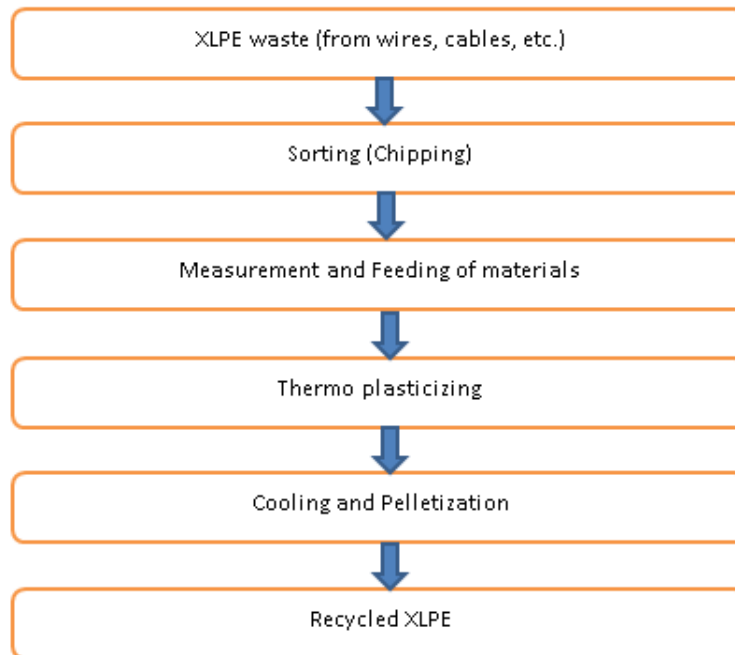 XLPE waste (from wires, cables, etc.)
Sorting (Chipping)
Measurement and Feeding of materials
Thermo plasticizing
Cooling and Pelletization
Recycled XLPE